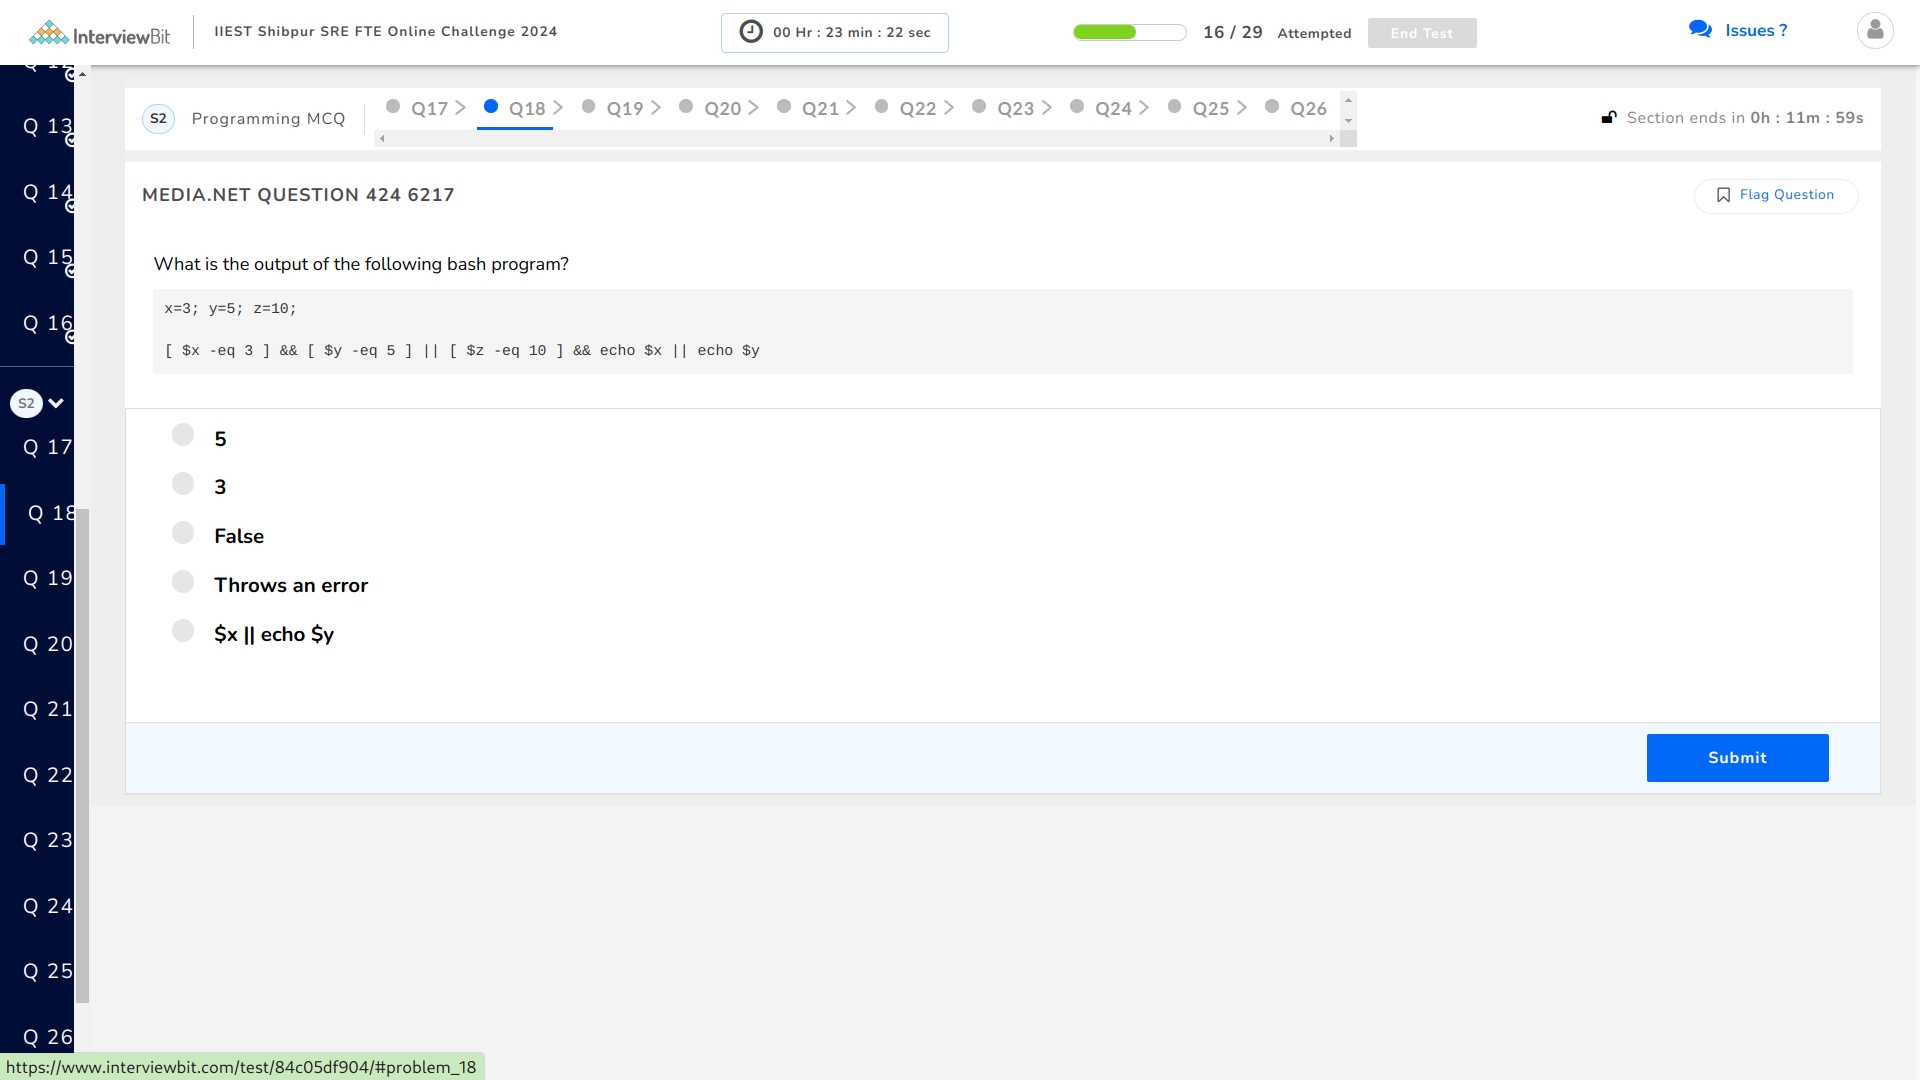 InterviewBit
IIEST Shibpur SRE FTE Online Challenge 2024
00 Hr : 23 min : 22 sec
16 / 29 Attempted
End Test
Issues ?
Q 13
Q 14
Q 15
Q 16
S2
Q 17
Q 18
Q 19
Q 20
Q 21
Q 22
Q 23
Q 24
Q 25
Q 26
S2 Programming MCQ
Q17 > Q18 > Q19 > Q20 > Q21 > Q22 > Q23 > Q24 > Q25 > Q26
Section ends in 0h : 11m : 59s
MEDIA.NET QUESTION 424 6217
Flag Question
What is the output of the following bash program?
x=3; y=5; z=10;
[ $x -eq 3 ] && [ $y -eq 5 ] || [ $z -eq 10 ] && echo $x || echo $y
5
3
False
Throws an error
$x || echo $y
Submit
https://www.interviewbit.com/test/84c05df904/#problem_18